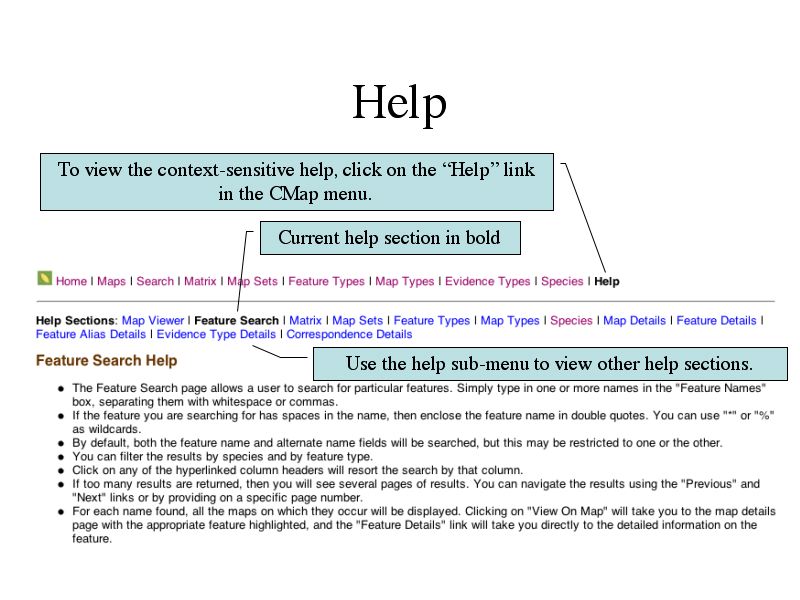 Help
To view the context-sensitive help, click on the “Help” link
in the CMap menu.
Current help section in bold
Home | Maps | Search | Matrix | Map Sets | Feature Types | Map Types | Evidence Types | Species | Help
Help Sections: Map Viewer | Feature Search | Matrix | Map Sets | Feature Types | Map Types | Species | Map Details | Feature Details |
Feature Alias Details | Evidence Type Details | Correspondence Details
Use the help sub-menu to view other help sections.
Feature Search Help
• The Feature Search page allows a user to search for particular features. Simply type in one or more names in the "Feature Names"
box, separating them with whitespace or commas.
• If the feature you are searching for has spaces in the name, then enclose the feature name in double quotes. You can use "*" or "%"
as wildcards.
• By default, both the feature name and alternate name fields will be searched, but this may be restricted to one or the other.
• You can filter the results by species and by feature type.
• Click on any of the hyperlinked column headers will resort the search by that column.
• If too many results are returned, then you will see several pages of results. You can navigate the results using the "Previous" and
"Next" links or by providing on a specific page number.
• For each name found, all the maps on which they occur will be displayed. Clicking on "View On Map" will take you to the map details
page with the appropriate feature highlighted, and the "Feature Details" link will take you directly to the detailed information on the
feature.